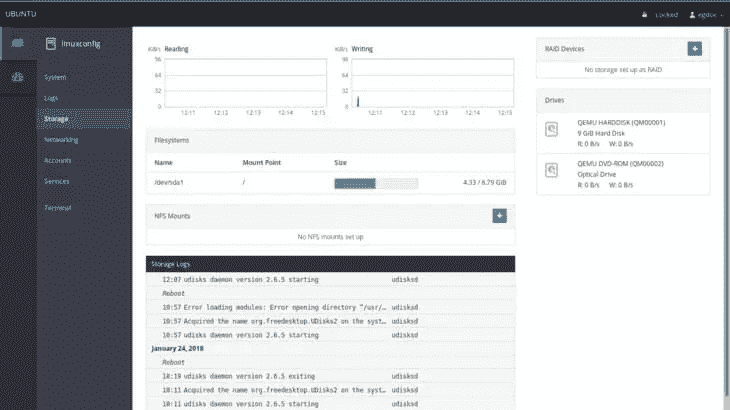 UBUNTU
Locked
egdoc
linuxconfig
System
Logs
Storage
Networking
Accounts
Services
Terminal
KiB/s Reading
96
64
32
0
12:11 12:12 12:13 12:14 12:15
KiB/s Writing
96
64
32
0
12:11 12:12 12:13 12:14 12:15
Filesystems
Name Mount Point Size
/dev/sda1 / 4.33 / 6.79 GiB
NFS Mounts
No NFS mounts set up
Storage Logs
12:07 udisks daemon version 2.6.5 starting udisksd
Reboot
10:57 Error loading modules: Error opening directory "/usr/… udisksd
10:57 Acquired the name org.freedesktop.UDisks2 on the syst… udisksd
10:57 udisks daemon version 2.6.5 starting udisksd
January 24, 2018
Reboot
18:19 udisks daemon version 2.6.5 exiting udisksd
18:11 Acquired the name org.freedesktop.UDisks2 on the syst… udisksd
18:11 udisks daemon version 2.6.5 starting udisksd
RAID Devices
No storage set up as RAID
Drives
QEMU HARDDISK (QM00001)
9 GiB Hard Disk
R: 0 B/s W: 0 B/s
QEMU DVD-ROM (QM00002)
Optical Drive
R: 0 B/s W: 0 B/s